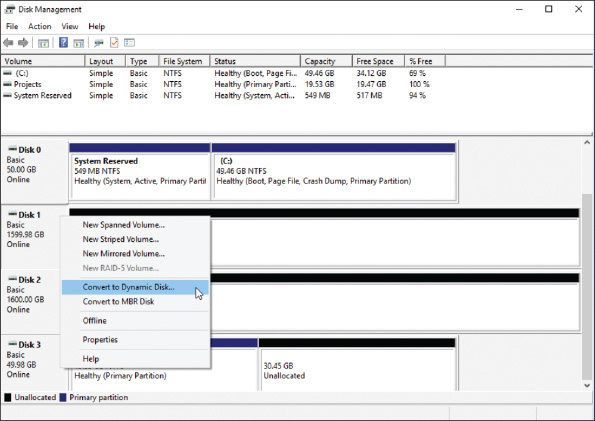 Disk Management
File Action View Help
Volume Layout Type File System Status Capacity Free Space % Free
(C:) Simple Basic NTFS Healthy (Boot, Page Fi... 49.46 GB 34.12 GB 69 %
Projects Simple Basic NTFS Healthy (Primary Parti... 19.53 GB 19.47 GB 100 %
System Reserved Simple Basic NTFS Healthy (System, Acti... 549 MB 517 MB 94 %
Disk 0
Basic
50.00 GB
Online
System Reserved
549 MB NTFS
Healthy (System, Active, Primary Partit
(C:)
49.46 GB NTFS
Healthy (Boot, Page File, Crash Dump, Primary Partition)
Disk 1
Basic
1599.98 GB
Online
New Spanned Volume...
New Striped Volume...
New Mirrored Volume...
New RAID-5 Volume...
Convert to Dynamic Disk...
Convert to MBR Disk
Offline
Properties
Help
Disk 2
Basic
1600.00 GB
Online
Disk 3
Basic
49.98 GB
Online
Healthy (Primary Partition)
30.45 GB
Unallocated
Unallocated Primary partition